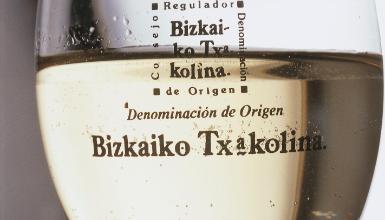 Regulador
Consejo
Bizkai-
ko Txa
kolina.
Denominación
de Origen
Denominación de Origen
Bizkaiko Txakolina.